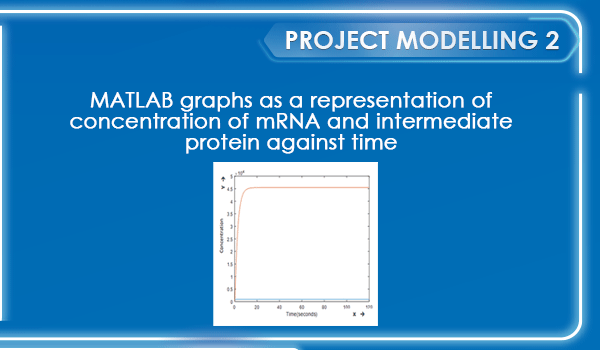 PROJECT MODELLING 2
MATLAB graphs as a representation of
concentration of mRNA and intermediate
protein against time
5
4.5
4
3.5
3
2.5
2
1.5
1
0.5
0
Y →
Concentration
0 20 40 60 80 100 120
Time(seconds)
X →